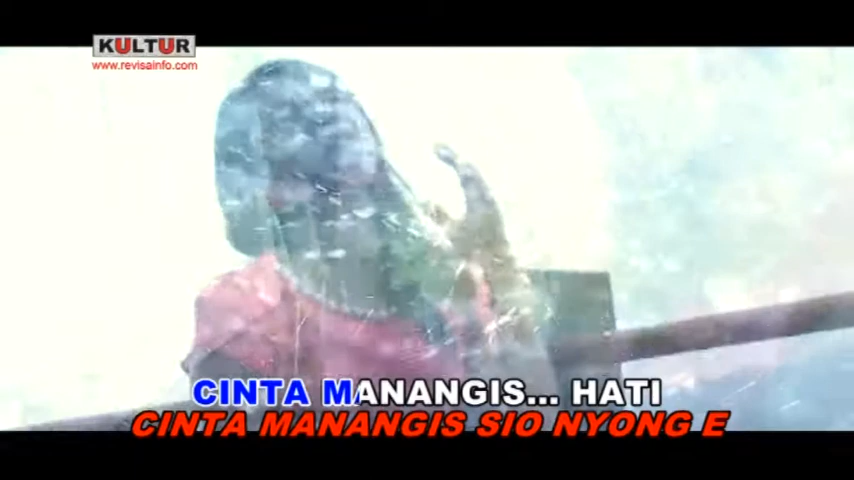 KULTUR
www.revisainfo.com
CINTA MANANGIS... HATI
CINTA MANANGIS SIO NYONG E